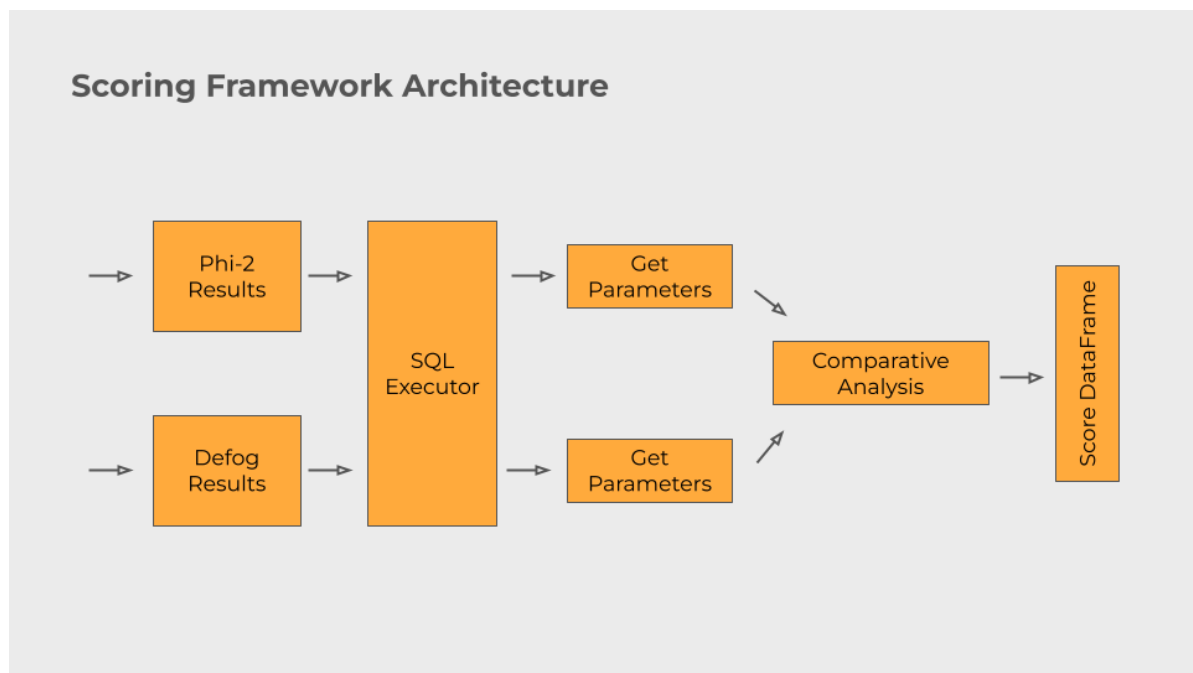 Scoring Framework Architecture
Phi-2
Results
SQL
Executor
Get
Parameters
Defog
Results
Get
Parameters
Comparative
Analysis
Score DataFrame